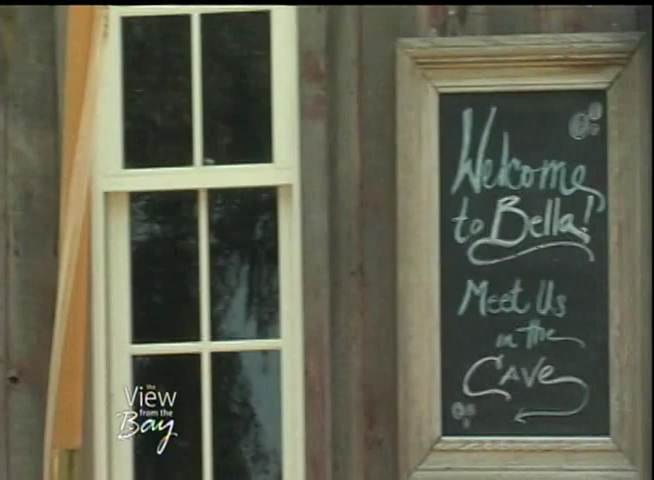 Welcome
to Bella!
Meet Us
in the
CAVE
the
View
from the
Bay